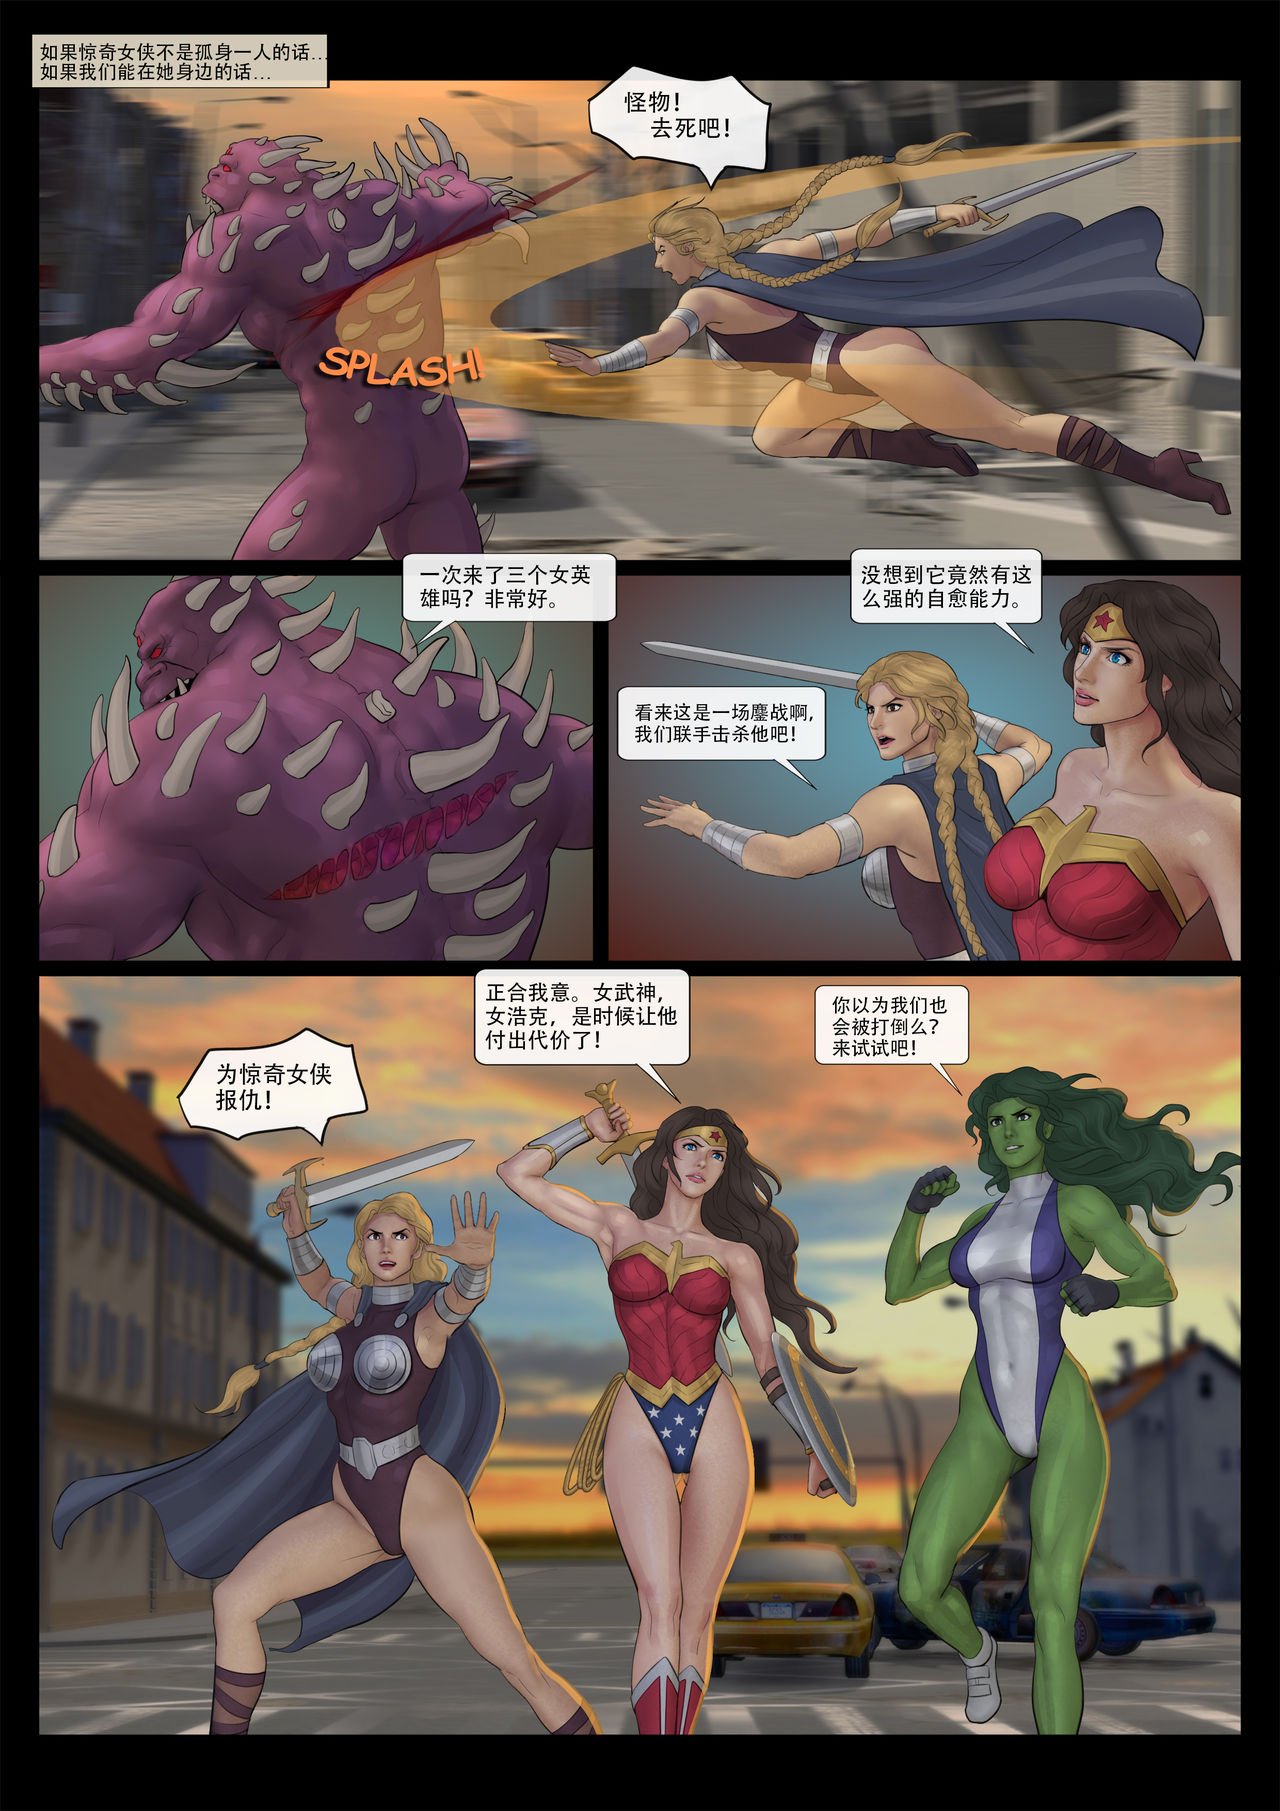 如果惊奇女侠不是孤身一人的话...
如果我们能在她身边的话...
怪物！
去死吧！
SPLASH!
一次来了三个女英
雄吗？非常好。
没想到它竟然有这
么强的自愈能力。
看来这是一场鏖战啊，
我们联手击杀他吧！
为惊奇女侠
报仇！
正合我意。女武神，
女浩克，是时候让他
付出代价了！
你以为我们也
会被打倒么？
来试试吧！